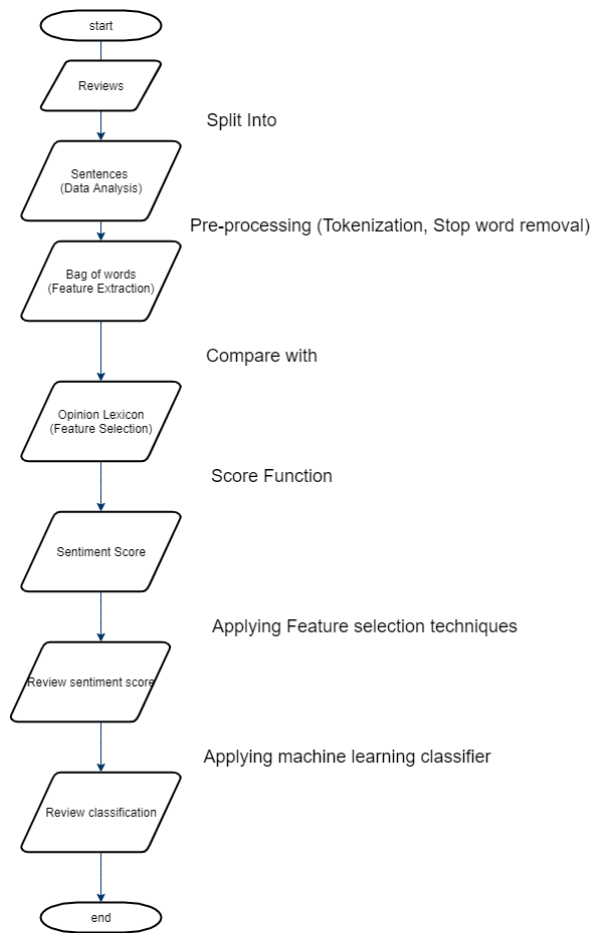 start
Reviews
Split Into
Sentences
(Data Analysis)
Pre-processing (Tokenization, Stop word removal)
Bag of words
(Feature Extraction)
Compare with
Opinion Lexicon
(Feature Selection)
Score Function
Sentiment Score
Applying Feature selection techniques
Review sentiment score
Applying machine learning classifier
Review classification
end